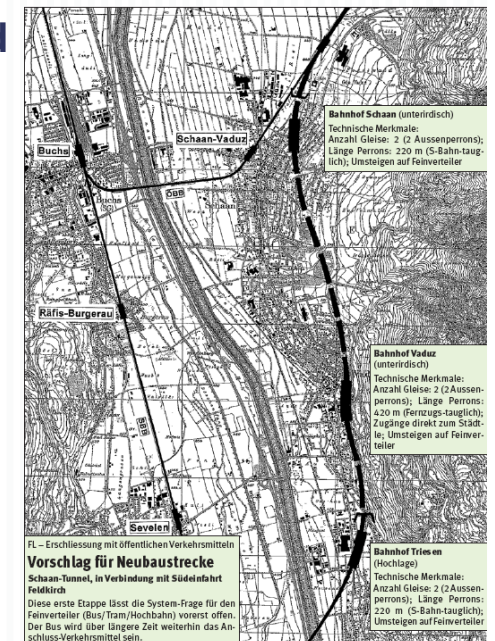 Bahnhof Schaan (unterirdisch)
Technische Merkmale:
Anzahl Gleise: 2 (2 Aussenperrons);
Länge Perrons: 220 m (S-Bahn-taug-
lich); Umsteigen auf Feinverteiler
Schaan-Vaduz
Buchs
ÖBB
Buchs
Schaan
Räfis-Burgerau
SBB
Bahnhof Vaduz
(unterirdisch)
Technische Merkmale:
Anzahl Gleise: 2 (2 Aussen-
perrons); Länge Perrons:
420 m (Fernzugs-tauglich);
Zugänge direkt zum Städt-
le; Umsteigen auf Feinver-
teiler
Sevelen
Bahnhof Triesen
(Hochlage)
Technische Merkmale:
Anzahl Gleise: 2 (2 Aussen-
perrons); Länge Perrons:
220 m (S-Bahn-tauglich);
Umsteigen auf Feinverteiler
FL – Erschliessung mit öffentlichen Verkehrsmitteln
Vorschlag für Neubaustrecke
Schaan-Tunnel, in Verbindung mit Südeinfahrt
Feldkirch
Diese erste Etappe lässt die System-Frage für den
Feinverteiler (Bus/Tram/Hochbahn) vorerst offen.
Der Bus wird über längere Zeit weiterhin das An-
schluss-Verkehrsmittel sein.